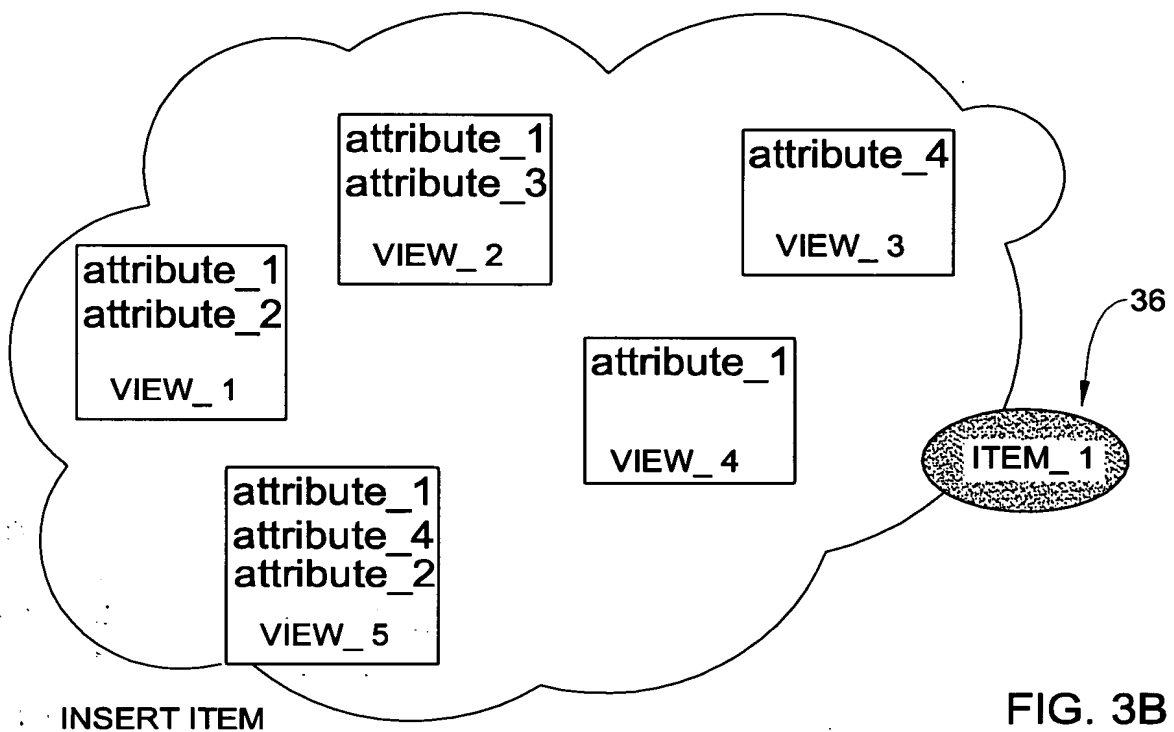 attribute_1
attribute_3
VIEW_ 2
attribute_4
VIEW_ 3
attribute_1
attribute_2
VIEW_ 1
36
attribute_1
VIEW_ 4
ITEM_ 1
attribute_1
attribute_4
attribute_2
VIEW_ 5
INSERT ITEM
FIG. 3B